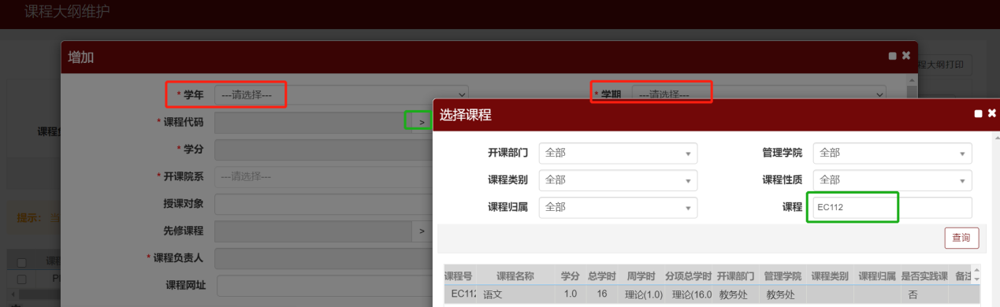 课程大纲维护
增加
程大纲打印
* 学年 ---请选择---
* 学期 ---请选择---
* 课程代码 >
选择课程
课程
* 学分
开课部门 全部
管理学院 全部
* 开课院系 ---请选择---
课程类别 全部
课程性质 全部
授课对象
课程归属 全部
课程 EC112
提示: 当
先修课程 >
查询
* 课程负责人
课程网址
课程号 课程名称 学分 总学时 周学时 分项总学时 开课部门 管理学院 课程类别 课程归属 是否实践课 备注
EC112 语文 1.0 16 理论(1.0) 理论(16.0 教务处 教务处 否